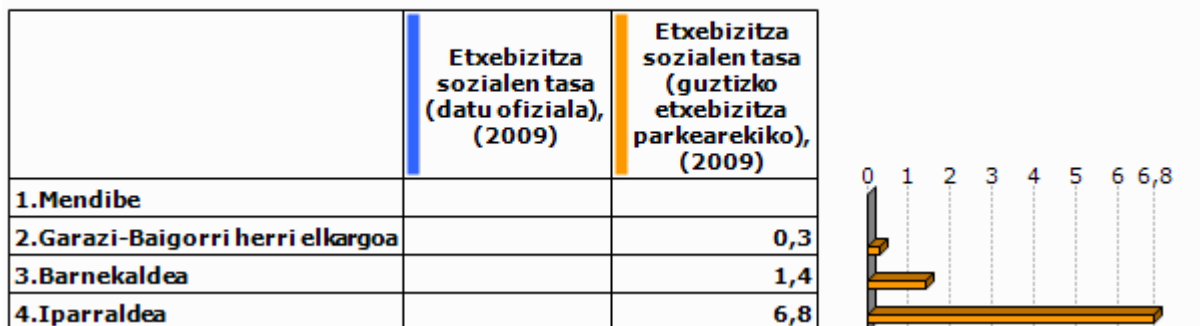 Etxebizitza
sozialen tasa
(datu ofiziala),
(2009)
Etxebizitza
sozialen tasa
(guztizko
etxebizitza
parkearekiko),
(2009)
0 1 2 3 4 5 6 6,8
1.Mendibe
2.Garazi-Baigorri herri elkargoa 0,3
3.Barnekaldea 1,4
4.Iparraldea 6,8